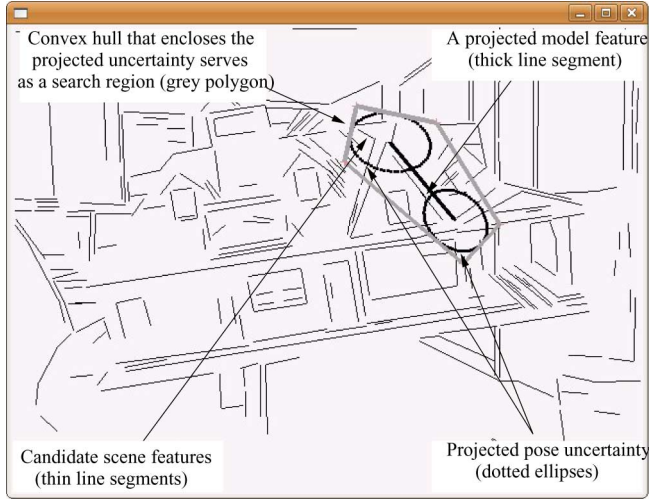 Convex hull that encloses the
projected uncertainty serves
as a search region (grey polygon)
A projected model feature
(thick line segment)
Candidate scene features
(thin line segments)
Projected pose uncertainty
(dotted ellipses)